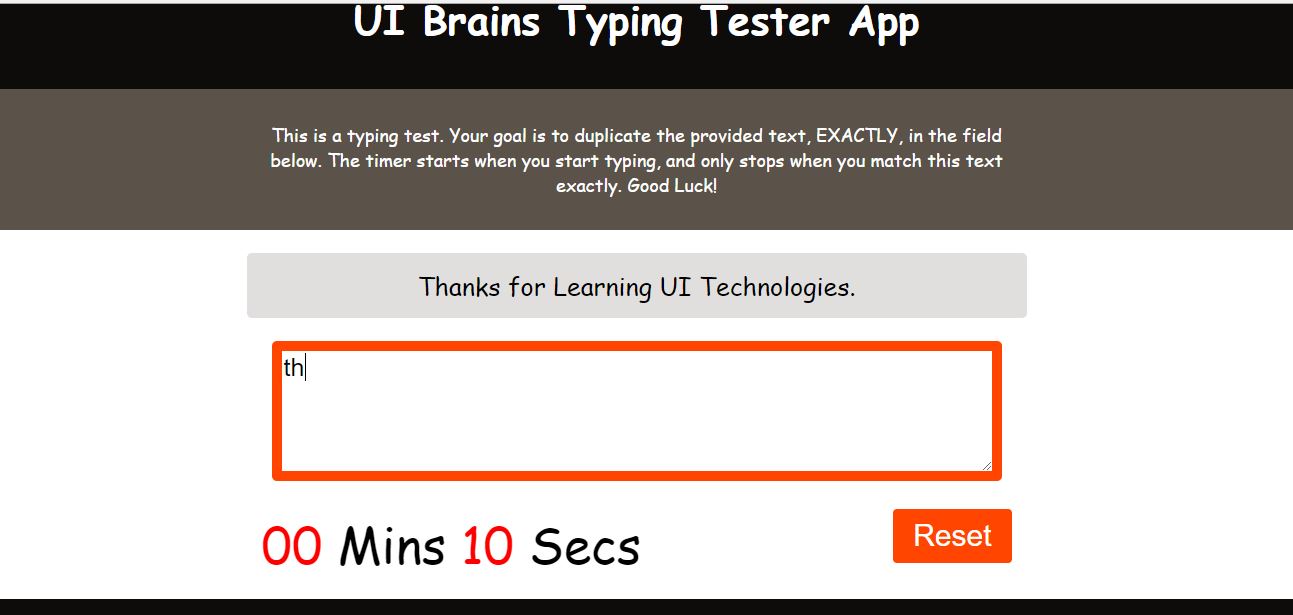 UI Brains Typing Tester App
This is a typing test. Your goal is to duplicate the provided text, EXACTLY, in the field
below. The timer starts when you start typing, and only stops when you match this text
exactly. Good Luck!
Thanks for Learning UI Technologies.
th
00 Mins 10 Secs
Reset